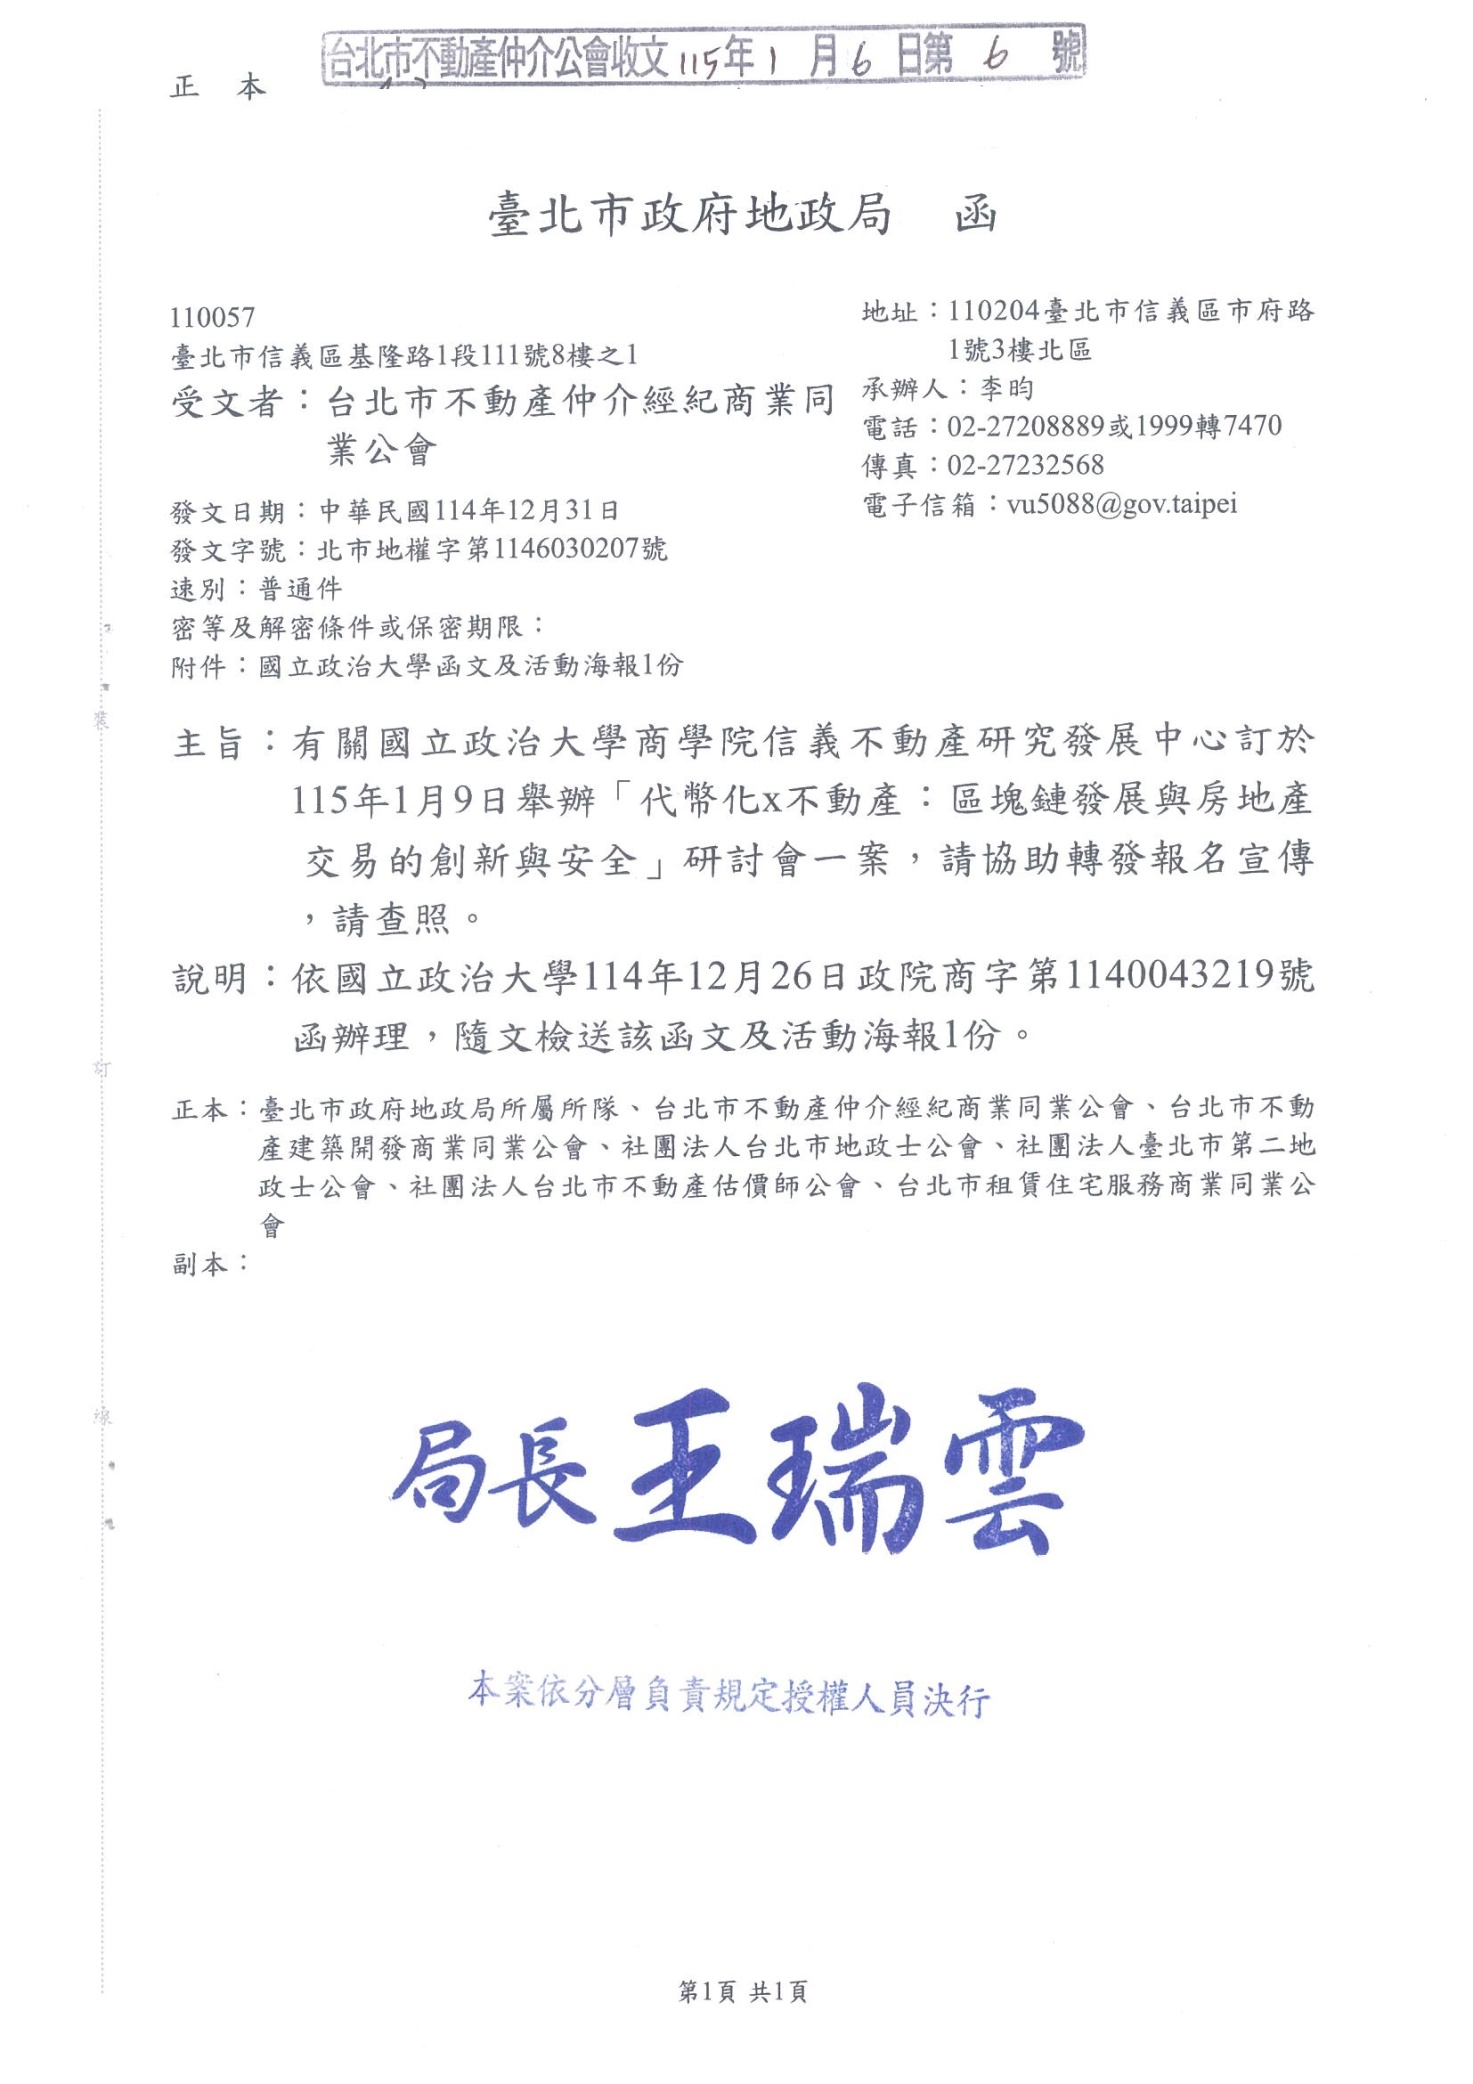 台北市不動產仲介公會收文115年1月6日第6號
正本
臺北市政府地政局 函
110057
臺北市信義區基隆路1段111號8樓之1
受文者：台北市不動產仲介經紀商業同
業公會
地址：110204臺北市信義區市府路
1號3樓北區
承辦人：李昀
電話：02-27208889或1999轉7470
傳真：02-27232568
電子信箱：vu5088@gov.taipei
發文日期：中華民國114年12月31日
發文字號：北市地權字第1146030207號
速別：普通件
密等及解密條件或保密期限：
附件：國立政治大學函文及活動海報1份
主旨：有關國立政治大學商學院信義不動產研究發展中心訂於
115年1月9日舉辦「代幣化x不動產：區塊鏈發展與房地產
交易的創新與安全」研討會一案，請協助轉發報名宣傳
，請查照。
說明：依國立政治大學114年12月26日政院商字第1140043219號
函辦理，隨文檢送該函文及活動海報1份。
正本：臺北市政府地政局所屬所隊、台北市不動產仲介經紀商業同業公會、台北市不動
產建築開發商業同業公會、社團法人台北市地政士公會、社團法人臺北市第二地
政士公會、社團法人台北市不動產估價師公會、台北市租賃住宅服務商業同業公
會
副本：
裝
訂
線
局長王瑞雲
本案依分層負責規定授權人員決行
第1頁 共1頁